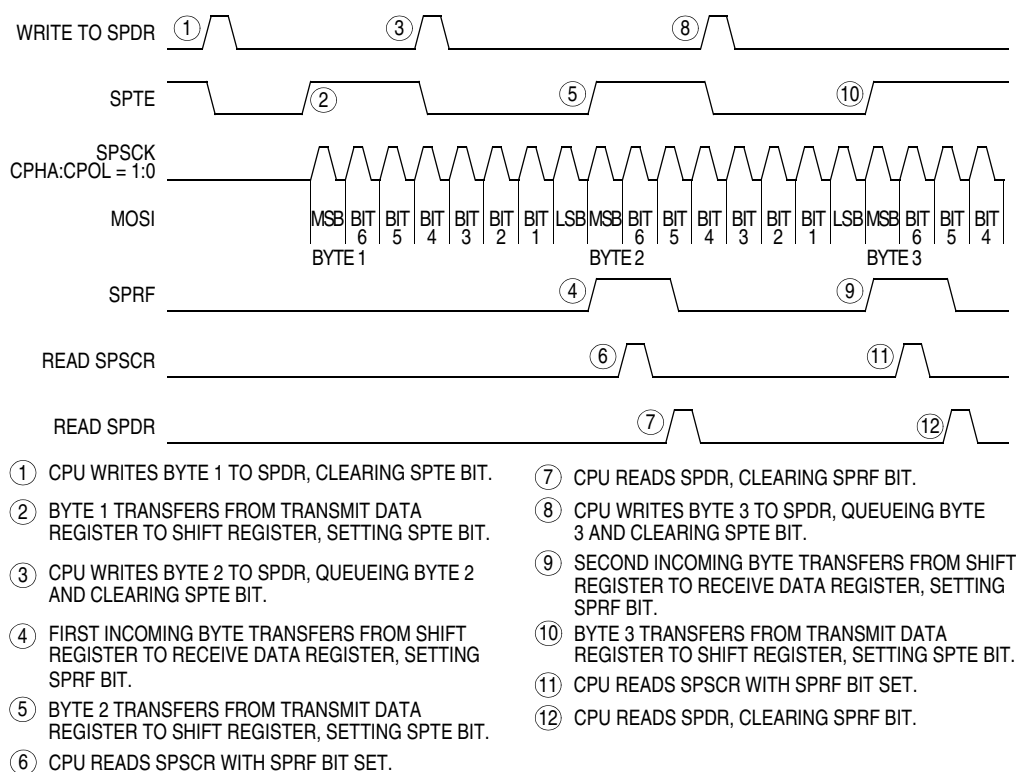 WRITE TO SPDR 1 3 8
SPTE 2 5 10
SPSCK
CPHA:CPOL = 1:0
MOSI MSB BIT 6 BIT 5 BIT 4 BIT 3 BIT 2 BIT 1 LSB MSB BIT 6 BIT 5 BIT 4 BIT 3 BIT 2 BIT 1 LSB MSB BIT 6 BIT 5 BIT 4
BYTE 1 BYTE 2 BYTE 3
SPRF 4 9
READ SPSCR 6 11
READ SPDR 7 12
1 CPU WRITES BYTE 1 TO SPDR, CLEARING SPTE BIT.
2 BYTE 1 TRANSFERS FROM TRANSMIT DATA
REGISTER TO SHIFT REGISTER, SETTING SPTE BIT.
3 CPU WRITES BYTE 2 TO SPDR, QUEUEING BYTE 2
AND CLEARING SPTE BIT.
4 FIRST INCOMING BYTE TRANSFERS FROM SHIFT
REGISTER TO RECEIVE DATA REGISTER, SETTING
SPRF BIT.
5 BYTE 2 TRANSFERS FROM TRANSMIT DATA
REGISTER TO SHIFT REGISTER, SETTING SPTE BIT.
6 CPU READS SPSCR WITH SPRF BIT SET.
7 CPU READS SPDR, CLEARING SPRF BIT.
8 CPU WRITES BYTE 3 TO SPDR, QUEUEING BYTE
3 AND CLEARING SPTE BIT.
9 SECOND INCOMING BYTE TRANSFERS FROM SHIFT
REGISTER TO RECEIVE DATA REGISTER, SETTING
SPRF BIT.
10 BYTE 3 TRANSFERS FROM TRANSMIT DATA
REGISTER TO SHIFT REGISTER, SETTING SPTE BIT.
11 CPU READS SPSCR WITH SPRF BIT SET.
12 CPU READS SPDR, CLEARING SPRF BIT.